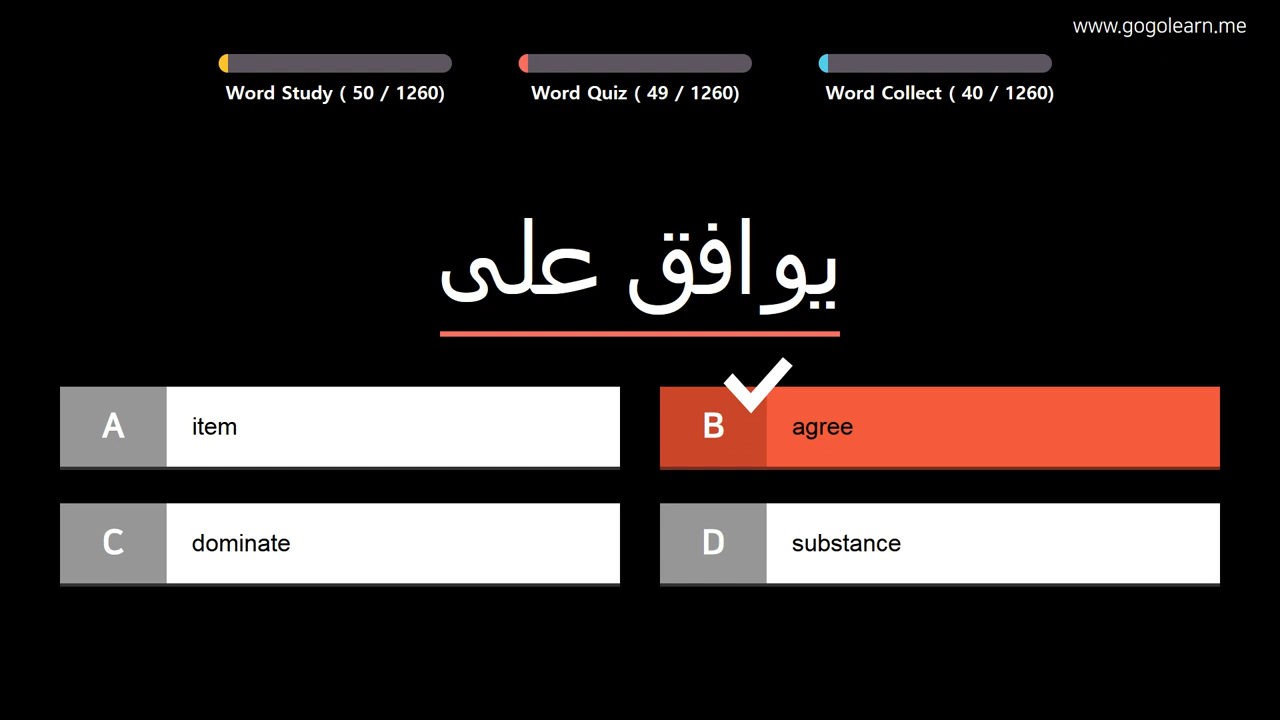 www.gogolearn.me
Word Study ( 50 / 1260)
Word Quiz ( 49 / 1260)
Word Collect ( 40 / 1260)
يوافق على
A item
B agree
C dominate
D substance